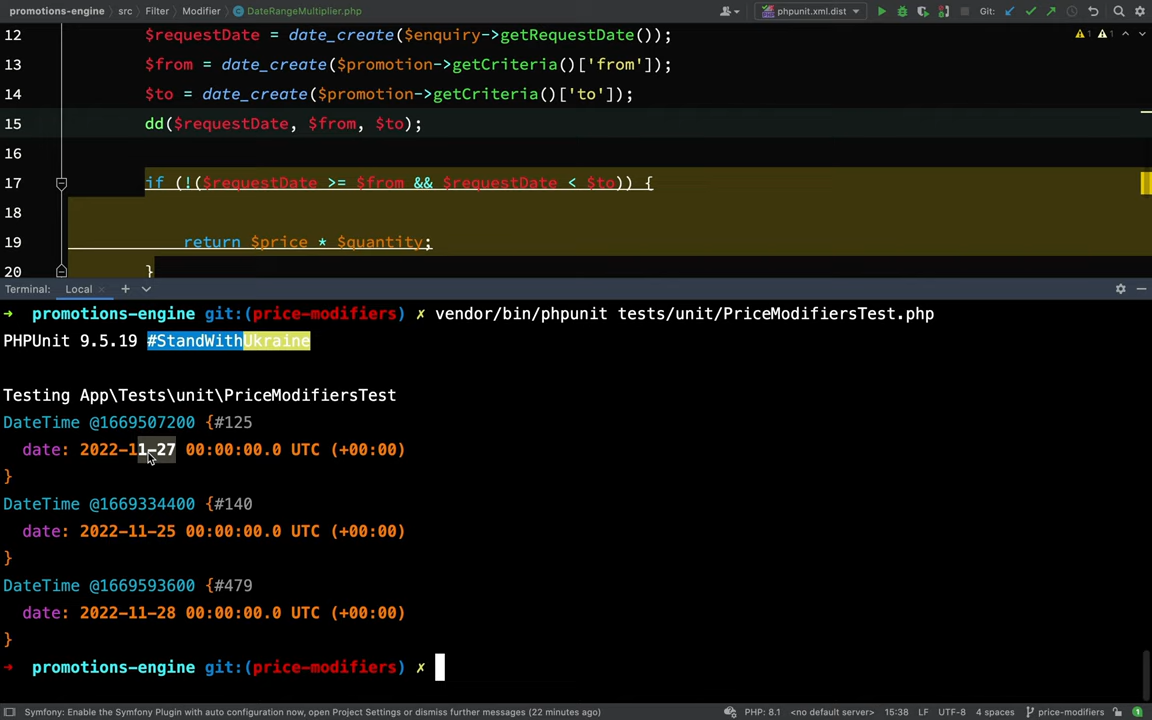 promotions-engine › src › Filter › Modifier › DateRangeMultiplier.php phpunit.xml.dist Git:
12 $requestDate = date_create($enquiry->getRequestDate());
13 $from = date_create($promotion->getCriteria()['from']);
14 $to = date_create($promotion->getCriteria()['to']);
15 dd($requestDate, $from, $to);
16
17 if (!($requestDate >= $from && $requestDate < $to)) {
18
19 return $price * $quantity;
20 }
1 1
Terminal: Local × +
→ promotions-engine git:(price-modifiers) ✗ vendor/bin/phpunit tests/unit/PriceModifiersTest.php
PHPUnit 9.5.19 #StandWithUkraine
Testing App\Tests\unit\PriceModifiersTest
DateTime @1669507200 {#125
date: 2022-11-27 00:00:00.0 UTC (+00:00)
}
DateTime @1669334400 {#140
date: 2022-11-25 00:00:00.0 UTC (+00:00)
}
DateTime @1669593600 {#479
date: 2022-11-28 00:00:00.0 UTC (+00:00)
}
→ promotions-engine git:(price-modifiers) ✗
Symfony: Enable the Symfony Plugin with auto configuration now, open Project Settings or dismiss further messages (22 minutes ago) PHP: 8.1 <no default server> 15:38 LF UTF-8 4 spaces price-modifiers 1